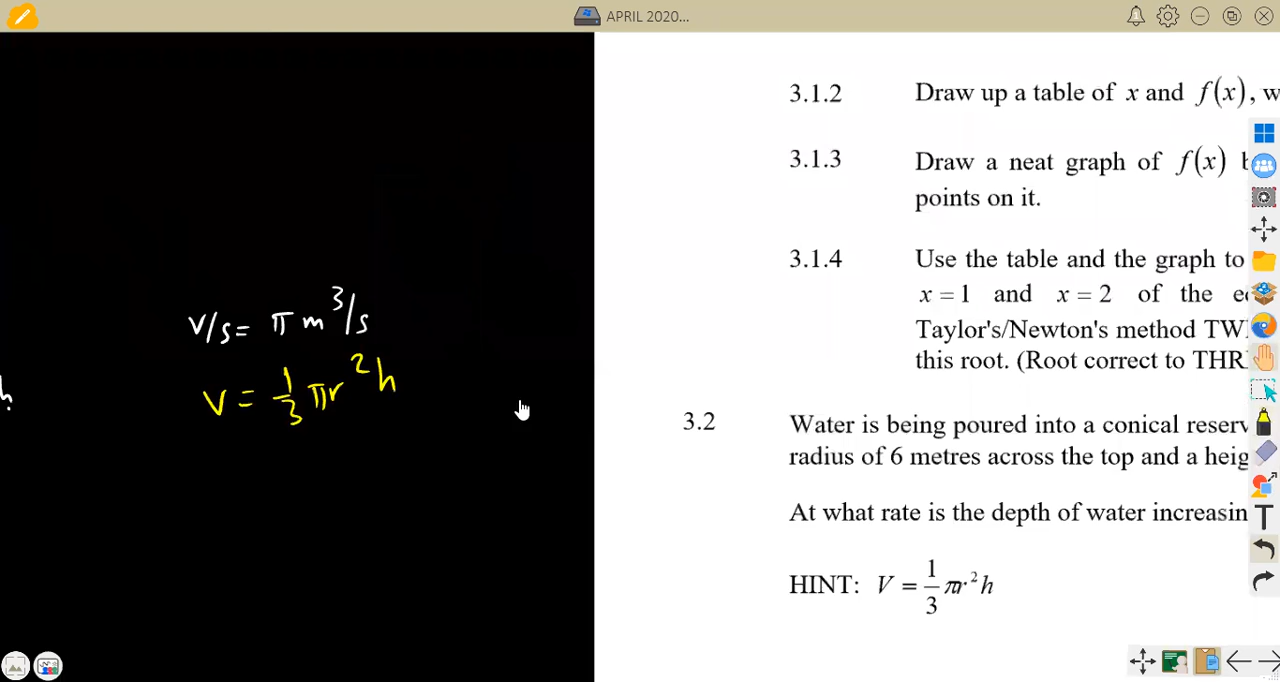 APRIL 2020...
V/s = π m³/s
V = 1/3 πr²h
h
3.1.2 Draw up a table of x and f(x), w
3.1.3 Draw a neat graph of f(x) b
points on it.
3.1.4 Use the table and the graph to
x = 1 and x = 2 of the e
Taylor's/Newton's method TW
this root. (Root correct to THR
3.2 Water is being poured into a conical reserv
radius of 6 metres across the top and a heig
At what rate is the depth of water increasin
HINT: V = 1/3 πr²h
T